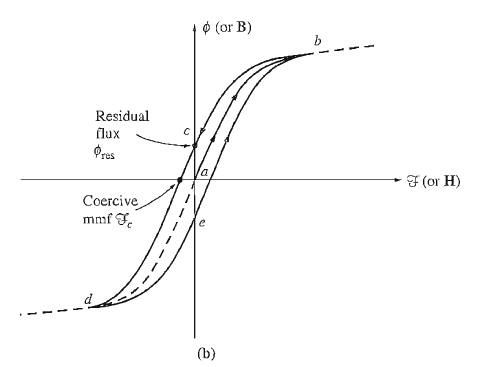 ϕ (or B)
b
Residual
flux
ϕres
c
a
ℱ (or H)
Coercive
mmf ℱc
e
d
(b)